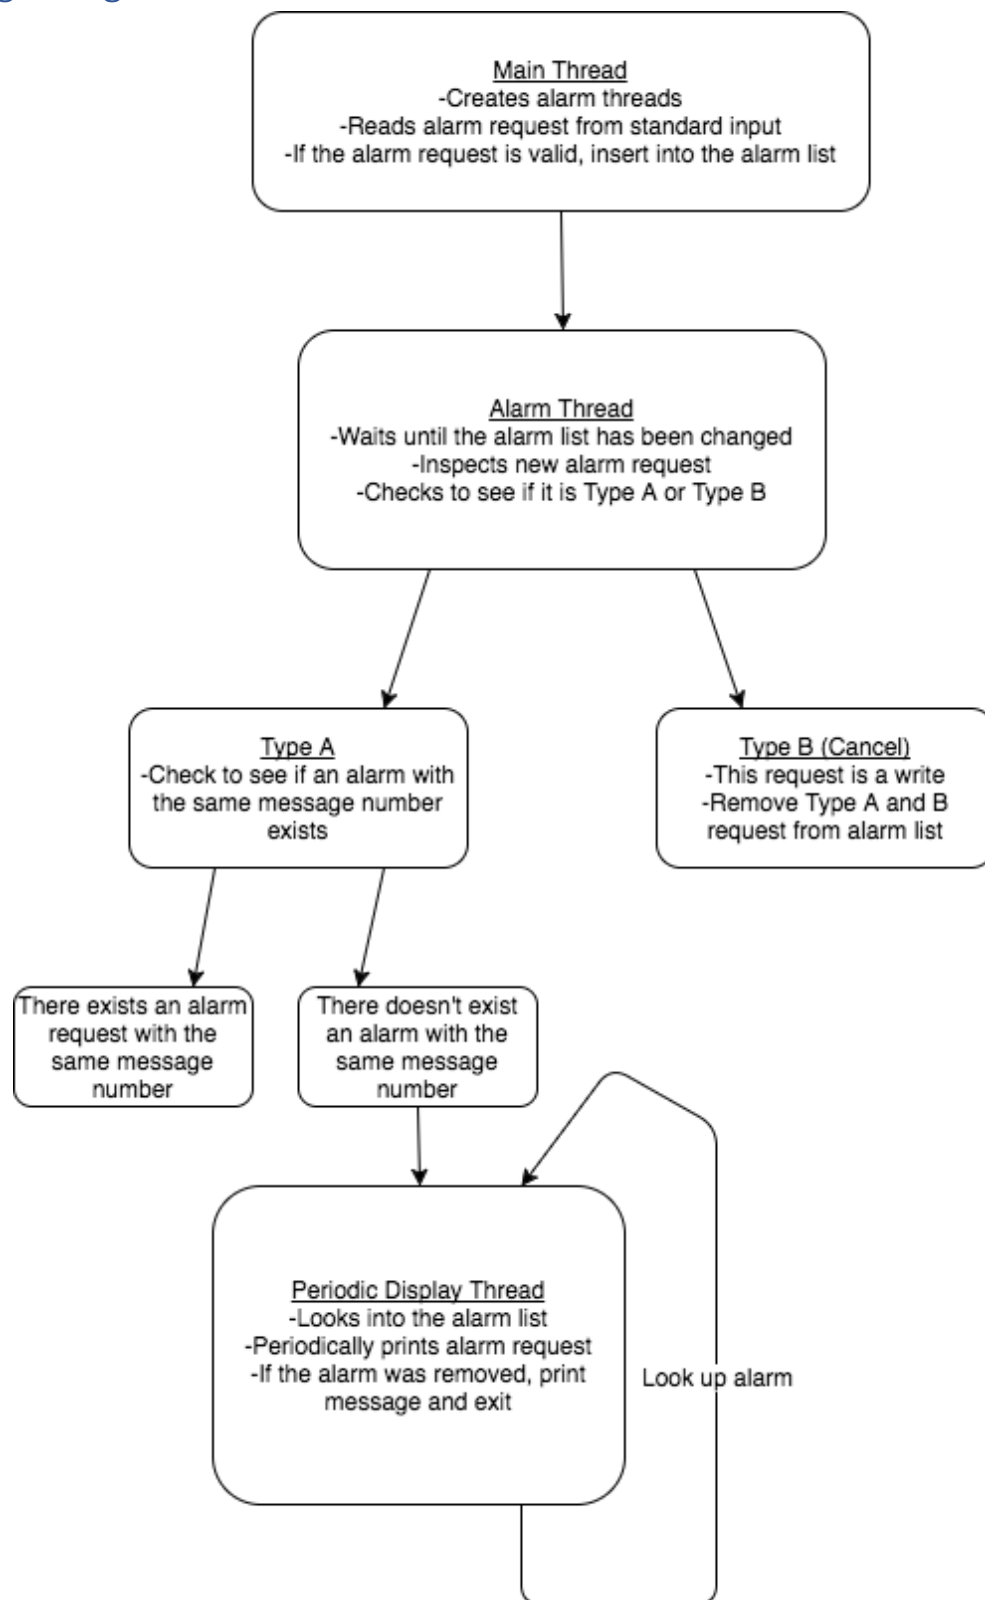 Main Thread
-Creates alarm threads
-Reads alarm request from standard input
-If the alarm request is valid, insert into the alarm list
Alarm Thread
-Waits until the alarm list has been changed
-Inspects new alarm request
-Checks to see if it is Type A or Type B
Type A
-Check to see if an alarm with
the same message number
exists
Type B (Cancel)
-This request is a write
-Remove Type A and B
request from alarm list
There exists an alarm
request with the
same message
number
There doesn't exist
an alarm with the
same message
number
Periodic Display Thread
-Looks into the alarm list
-Periodically prints alarm request
-If the alarm was removed, print
message and exit
Look up alarm